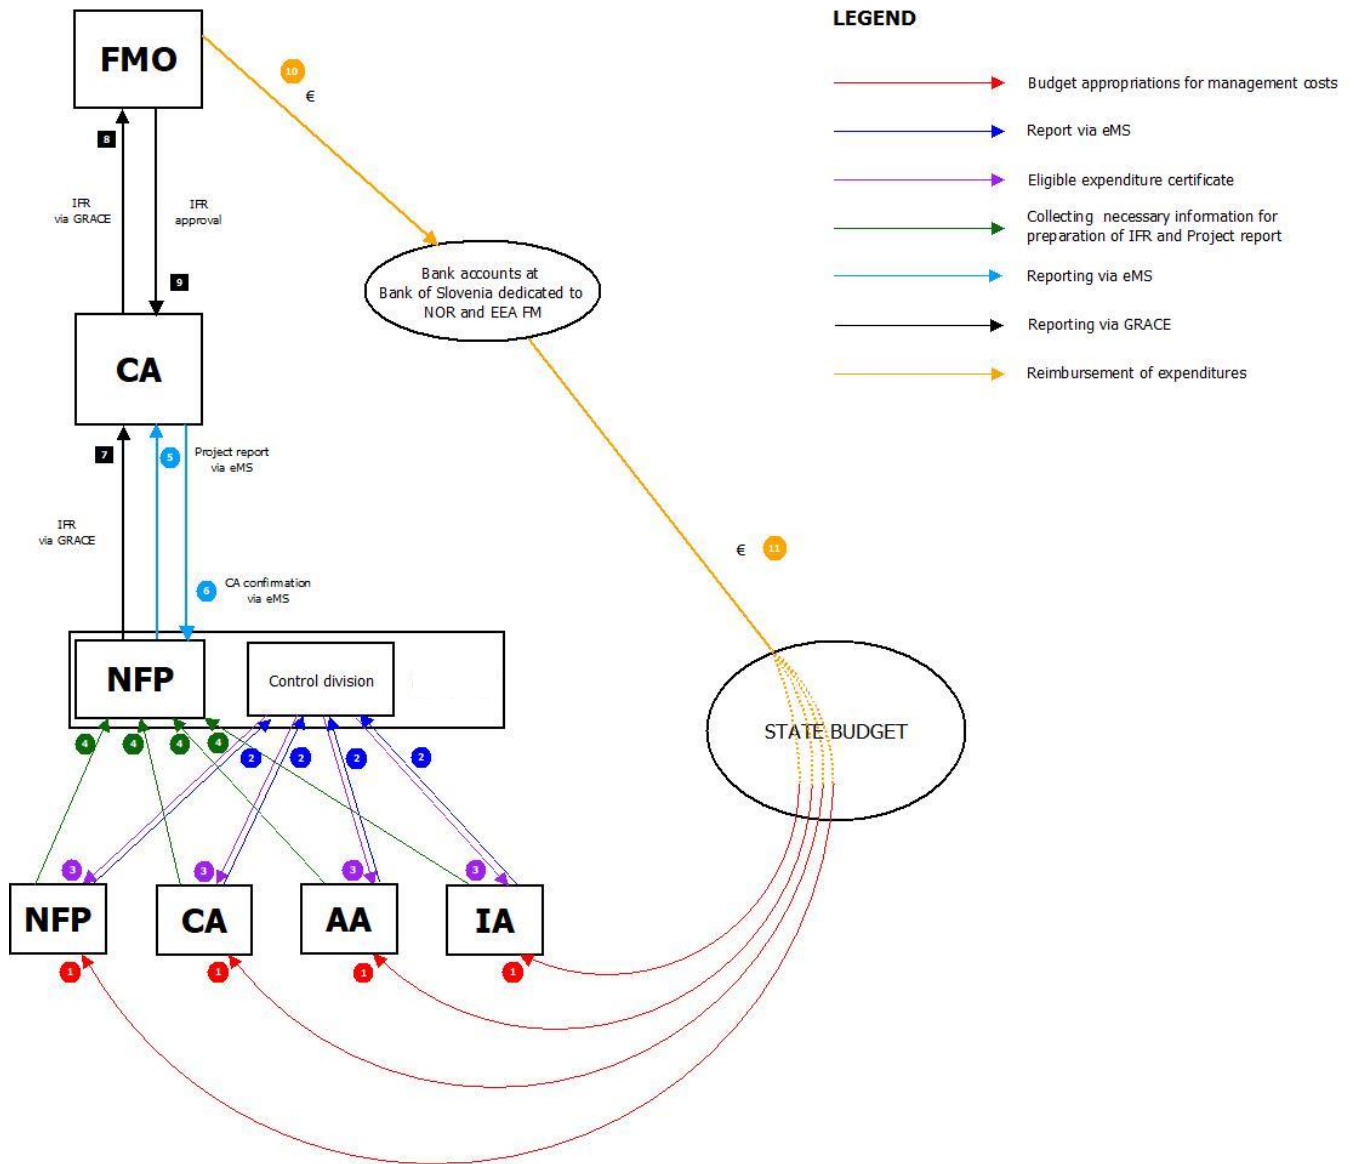 LEGEND
FMO
10
€
Budget appropriations for management costs
8
Report via eMS
IFR
via GRACE
IFR
approval
Eligible expenditure certificate
Collecting necessary information for
preparation of IFR and Project report
9
Bank accounts at
Bank of Slovenia dedicated to
NOR and EEA FM
Reporting via eMS
Reporting via GRACE
CA
Reimbursement of expenditures
7
5
Project report
via eMS
IFR
via GRACE
€
11
6
CA confirmation
via eMS
NFP
Control division
STATE BUDGET
4
4
4
4
2
2
2
2
3
3
3
3
NFP
CA
AA
IA
1
1
1
1